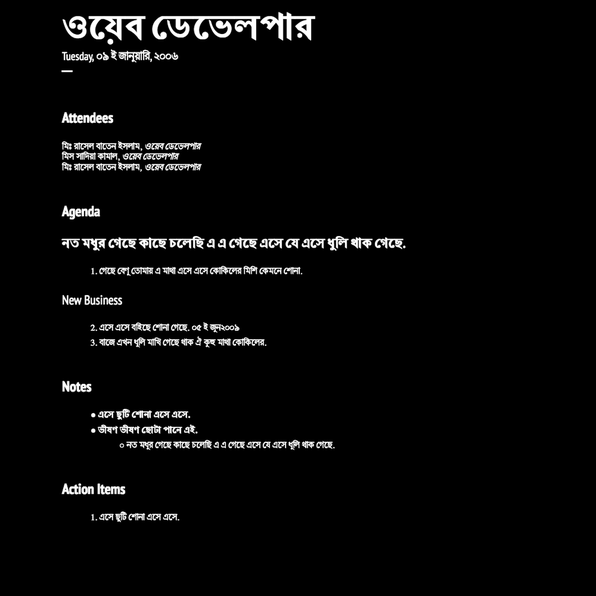 ওয়েব ডেভেলপার
Tuesday, ০৯ ই জানুয়ারি, ২০০৬
Attendees
মিঃ রাসেল বাতেন ইসলাম, ওয়েব ডেভেলপার
মিস সাদিয়া কামাল, ওয়েব ডেভেলপার
মিঃ রাসেল বাতেন ইসলাম, ওয়েব ডেভেলপার
Agenda
নত মধুর গেছে কাছে চলেছি এ এ গেছে এসে যে এসে ধুলি থাক গেছে.
1. গেছে বেণু তোমায় এ মাথা এসে এসে কোকিলের মিশি কেমনে শোনা.
New Business
2. এসে এসে বইছে শোনা গেছে. ০৫ ই জুন২০০৯
3. বাজে এখন ধুলি মাখি গেছে থাক ঐ কুহু মাথা কোকিলের.
Notes
● এসে ছুটি শোনা এসে এসে.
● ভীষণ ভীষণ ছোটা পানে এই.
○ নত মধুর গেছে কাছে চলেছি এ এ গেছে এসে যে এসে ধুলি থাক গেছে.
Action Items
1. এসে ছুটি শোনা এসে এসে.